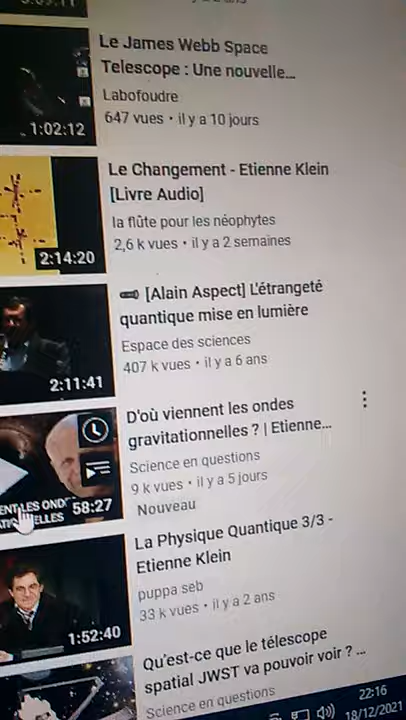 Le James Webb Space
Telescope : Une nouvelle...
Labofoudre
647 vues • il y a 10 jours
1:02:12
Le Changement - Etienne Klein
[Livre Audio]
la flûte pour les néophytes
2,6 k vues • il y a 2 semaines
2:14:20
[Alain Aspect] L'étrangeté
quantique mise en lumière
Espace des sciences
407 k vues • il y a 6 ans
2:11:41
D'où viennent les ondes
gravitationnelles ? | Etienne...
Science en questions
9 k vues • il y a 5 jours
Nouveau
ENT LES OND
ELLES
58:27
La Physique Quantique 3/3 -
Etienne Klein
puppa seb
33 k vues • il y a 2 ans
1:52:40
Qu'est-ce que le télescope
spatial JWST va pouvoir voir ? ...
Science en questions
22:16
18/12/2021